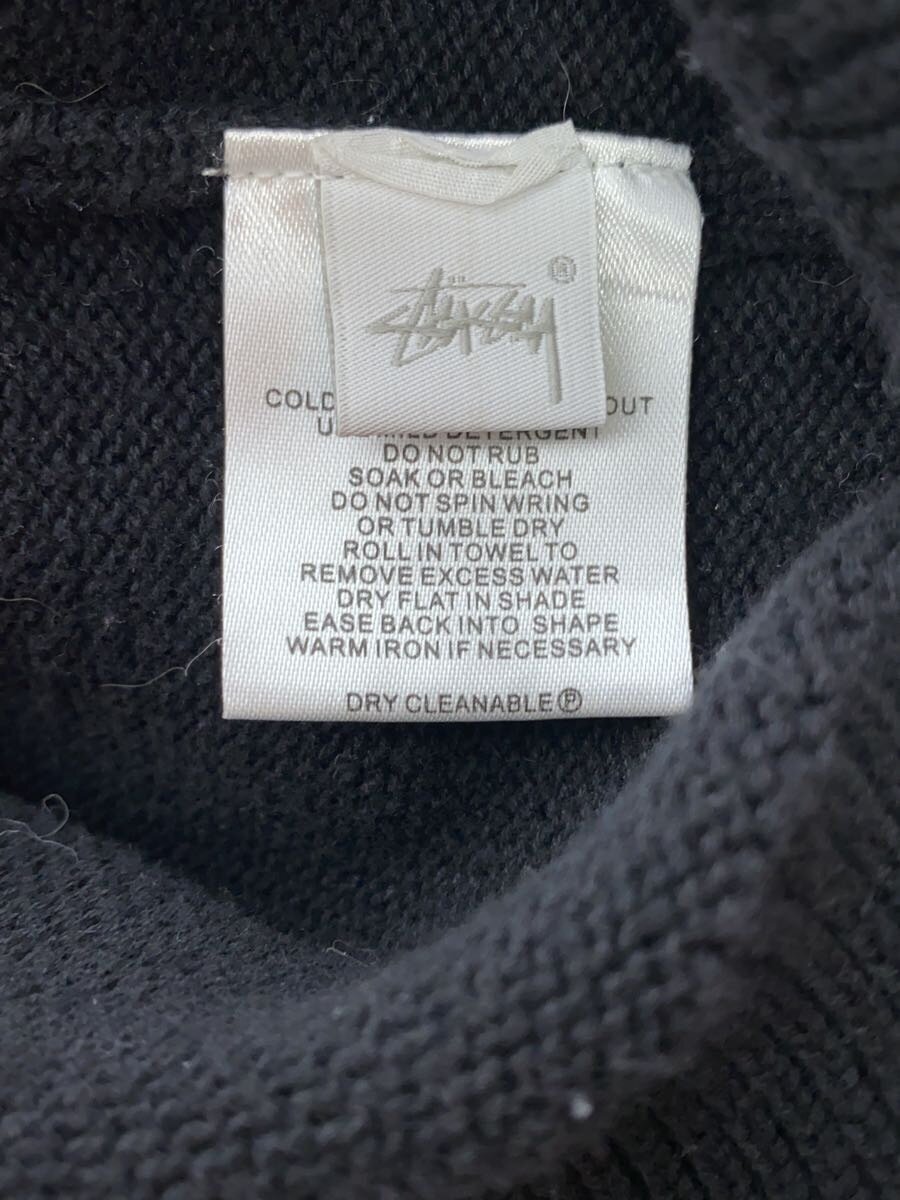 STÜSSY ®
COLD OUT
DETERGENT
DO NOT RUB
SOAK OR BLEACH
DO NOT SPIN WRING
OR TUMBLE DRY
ROLL IN TOWEL TO
REMOVE EXCESS WATER
DRY FLAT IN SHADE
EASE BACK INTO SHAPE
WARM IRON IF NECESSARY
DRY CLEANABLE Ⓟ